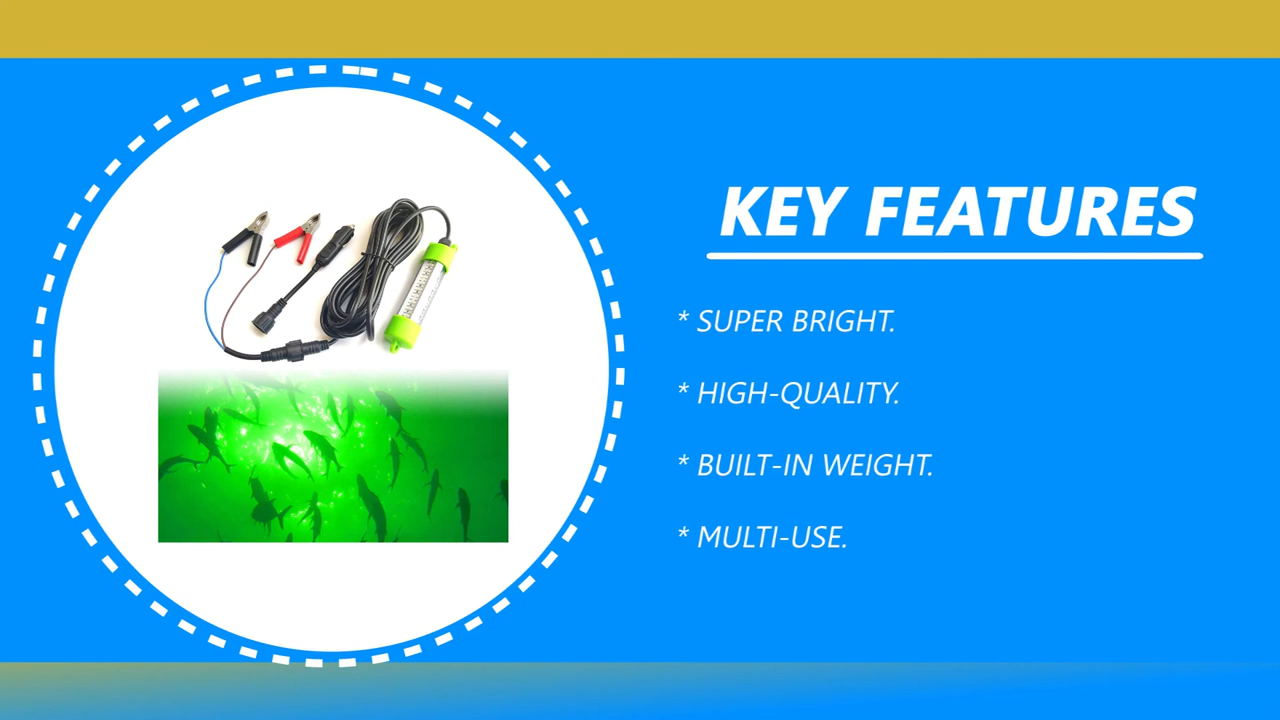 KEY FEATURES
* SUPER BRIGHT.
* HIGH-QUALITY.
* BUILT-IN WEIGHT.
* MULTI-USE.